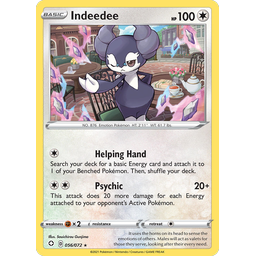 BASIC Indeedee HP 100
NO. 876 Emotion Pokémon HT: 2'11" WT: 61.7 lbs.
Helping Hand
Search your deck for a basic Energy card and attach it to
1 of your Benched Pokémon. Then, shuffle your deck.
Psychic 20+
This attack does 20 more damage for each Energy
attached to your opponent's Active Pokémon.
weakness ×2 resistance retreat
It uses the horns on its head to sense the
emotions of others. Males will act as valets for
those they serve, looking after their every need.
056/072